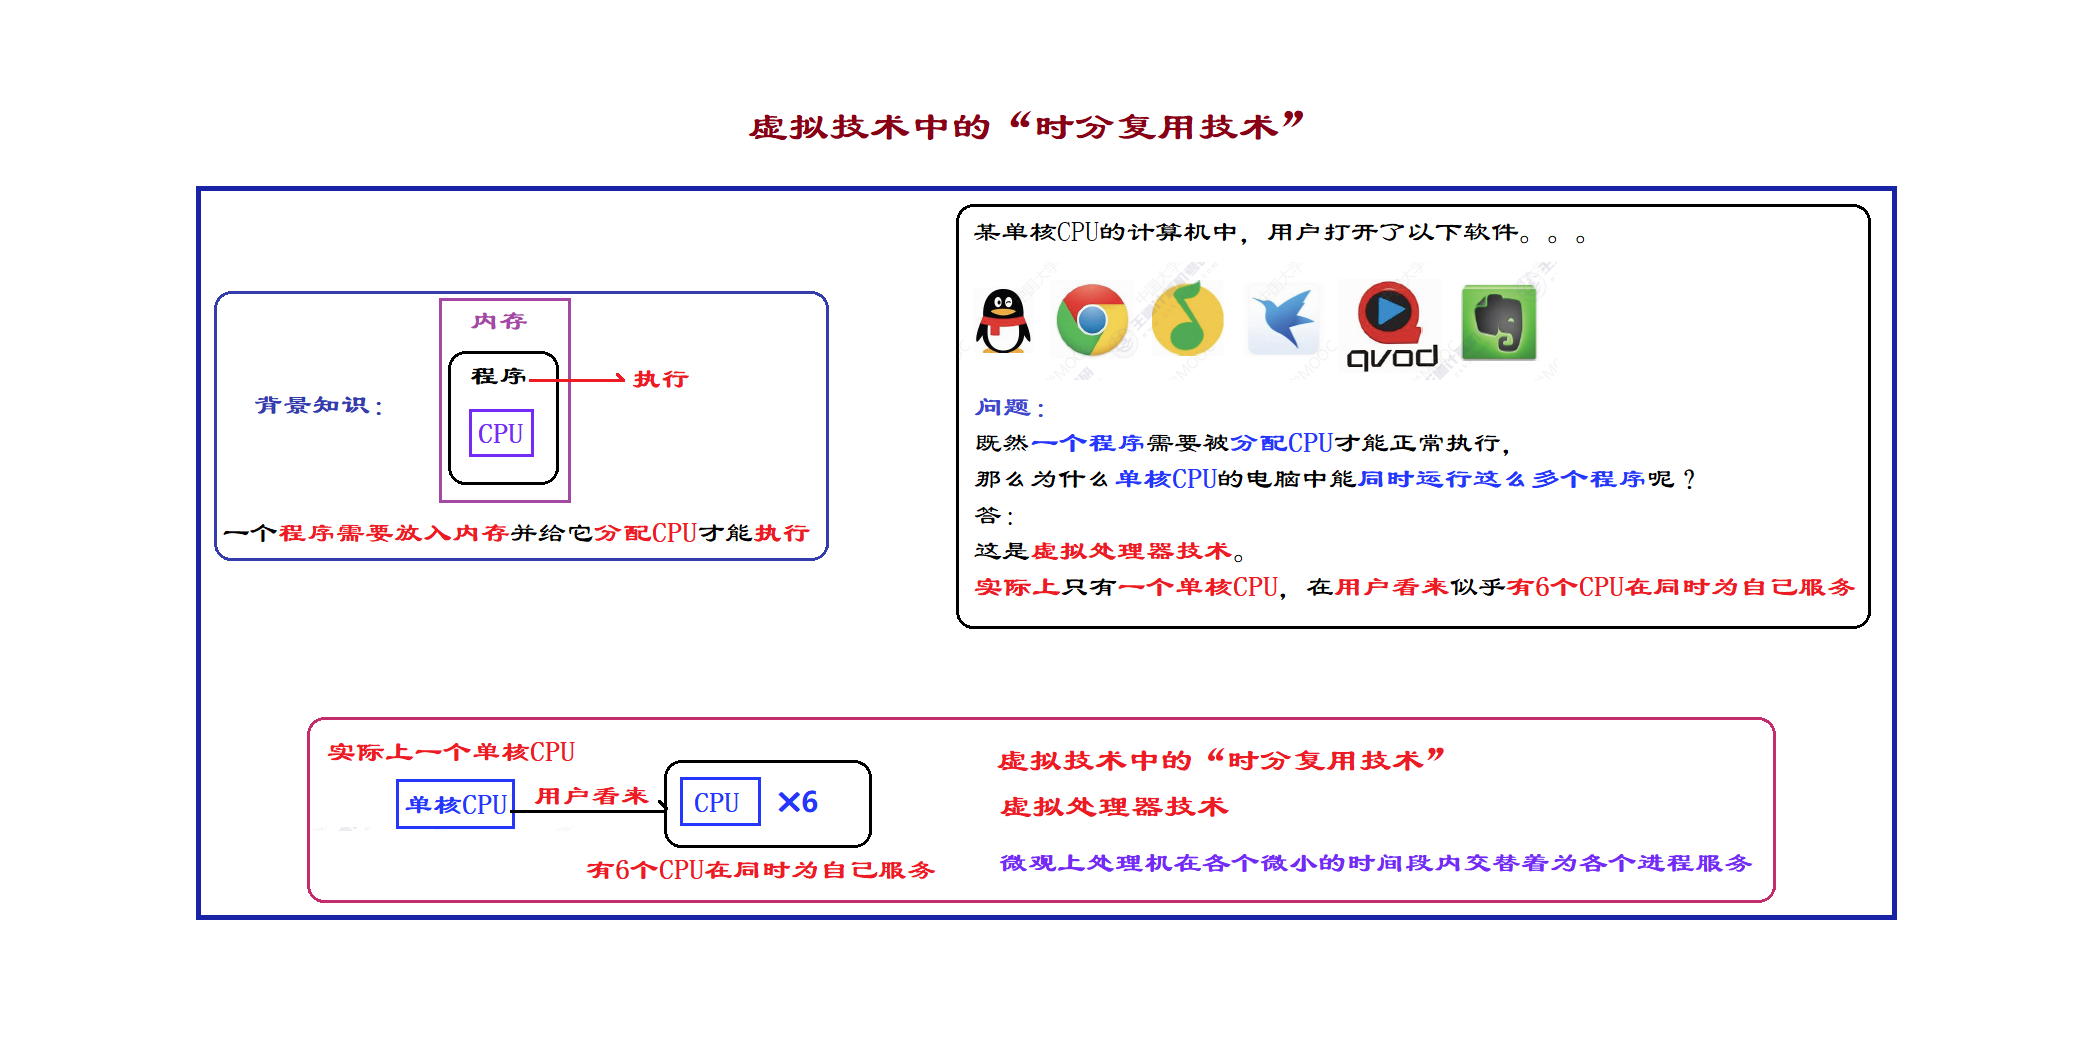 虚拟技术中的“时分复用技术”
背景知识：
内存
程序
执行
CPU
一个程序需要放入内存并给它分配CPU才能执行
某单核CPU的计算机中，用户打开了以下软件。。。
qvod
问题：
既然一个程序需要被分配CPU才能正常执行，
那么为什么单核CPU的电脑中能同时运行这么多个程序呢？
答：
这是虚拟处理器技术。
实际上只有一个单核CPU，在用户看来似乎有6个CPU在同时为自己服务
实际上一个单核CPU
单核CPU
用户看来
CPU ×6
有6个CPU在同时为自己服务
虚拟技术中的“时分复用技术”
虚拟处理器技术
微观上处理机在各个微小的时间段内交替着为各个进程服务